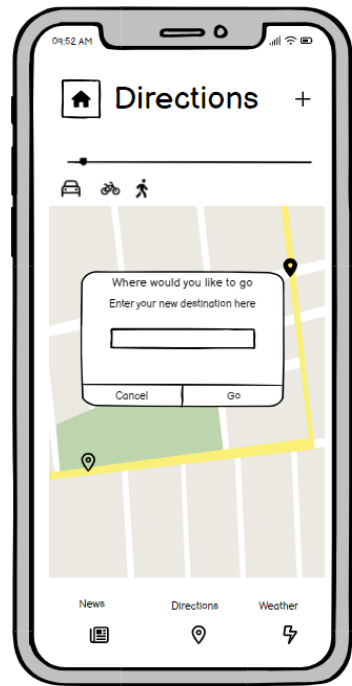 09:52 AM
Directions
Where would you like to go
Enter your new destination here
Cancel Go
News Directions Weather